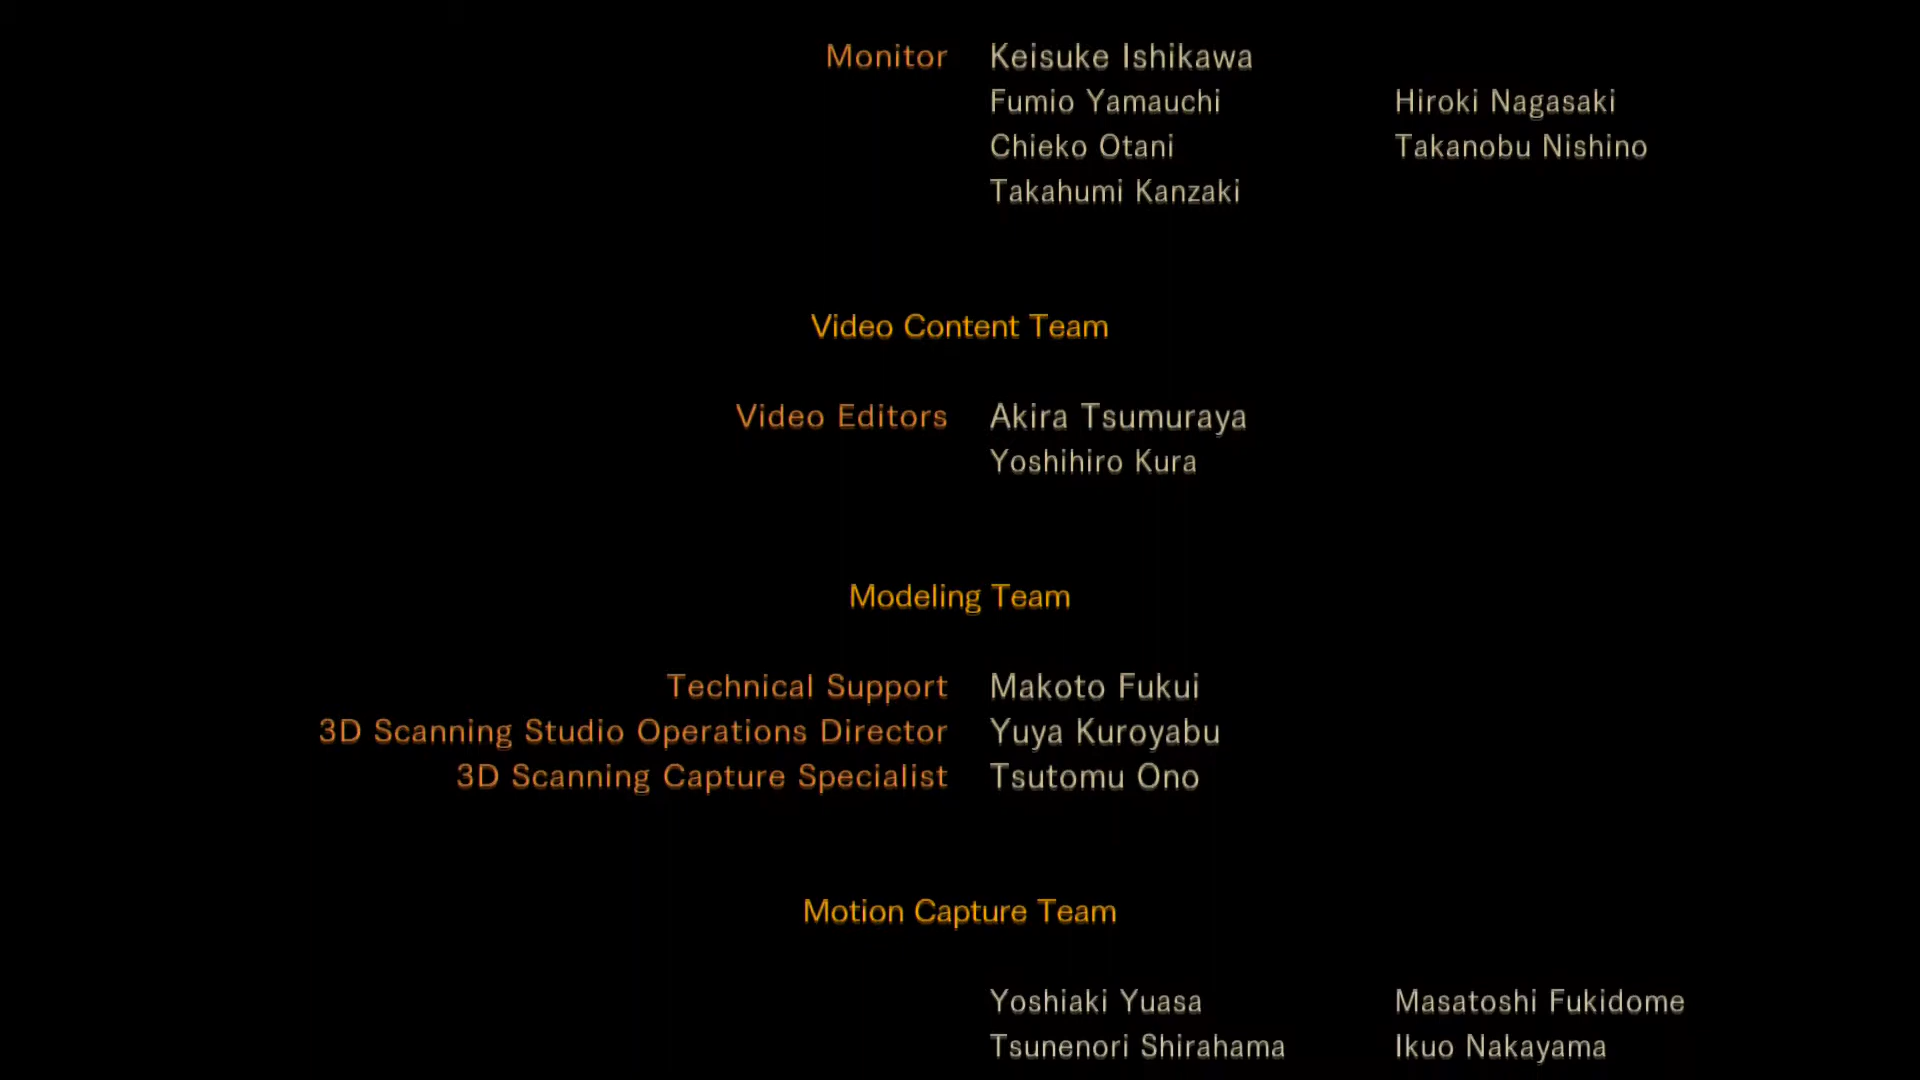 Monitor Keisuke Ishikawa
Fumio Yamauchi Hiroki Nagasaki
Chieko Otani Takanobu Nishino
Takahumi Kanzaki
Video Content Team
Video Editors Akira Tsumuraya
Yoshihiro Kura
Modeling Team
Technical Support Makoto Fukui
3D Scanning Studio Operations Director Yuya Kuroyabu
3D Scanning Capture Specialist Tsutomu Ono
Motion Capture Team
Yoshiaki Yuasa Masatoshi Fukidome
Tsunenori Shirahama Ikuo Nakayama